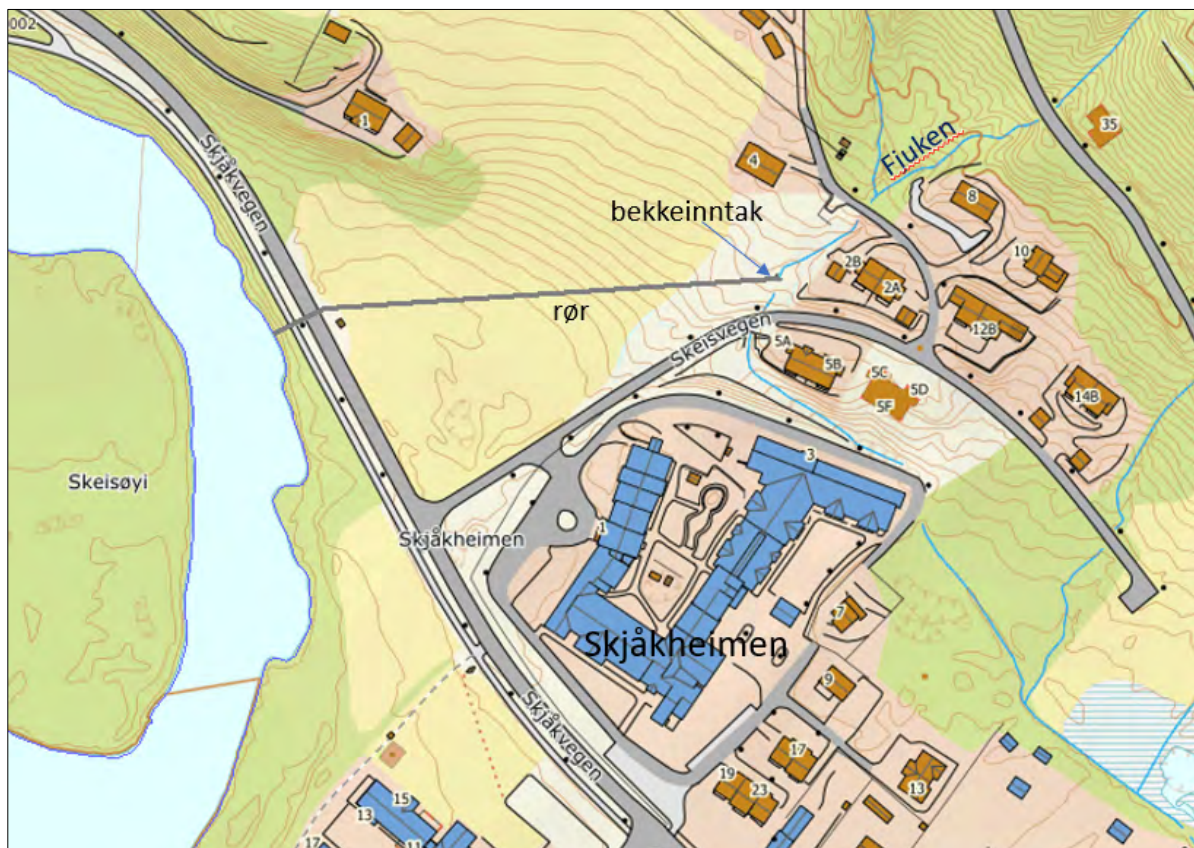 002
1
Skjåkvegen
4
35
Fiuken
8
bekkeinntak
10
2B
2A
rør
12B
Skeisvegen
5A
5B
5C
5D
5F
14B
3
Skeisøyi
1
Skjåkheimen
7
Skjåkheimen
9
Skjåkvegen
17
19
23
13
15
13
11
17